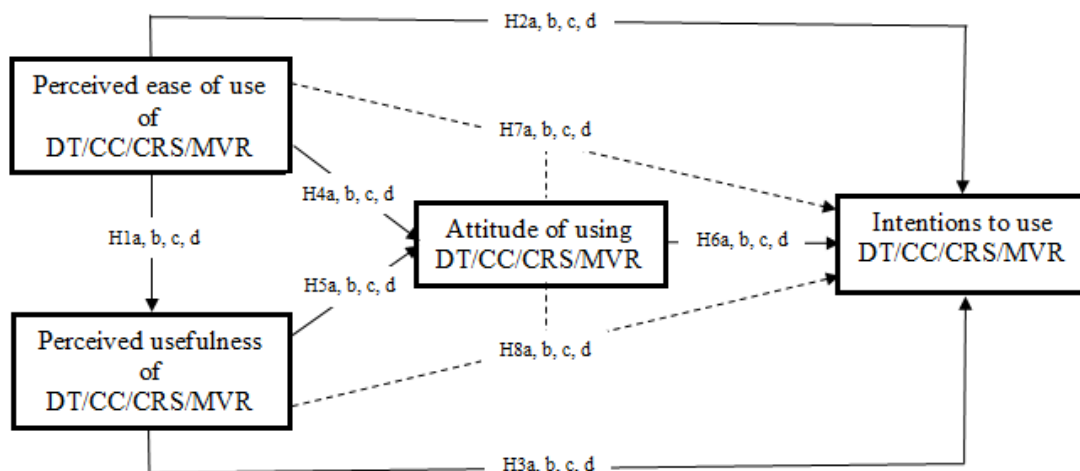 H2a, b, c, d
Perceived ease of use
of
DT/CC/CRS/MVR
H7a, b, c, d
H4a, b, c, d
Attitude of using
DT/CC/CRS/MVR
H6a, b, c, d
Intentions to use
DT/CC/CRS/MVR
H1a, b, c, d
H5a, b, c, d
Perceived usefulness
of
DT/CC/CRS/MVR
H8a, b, c, d
H3a, b, c, d